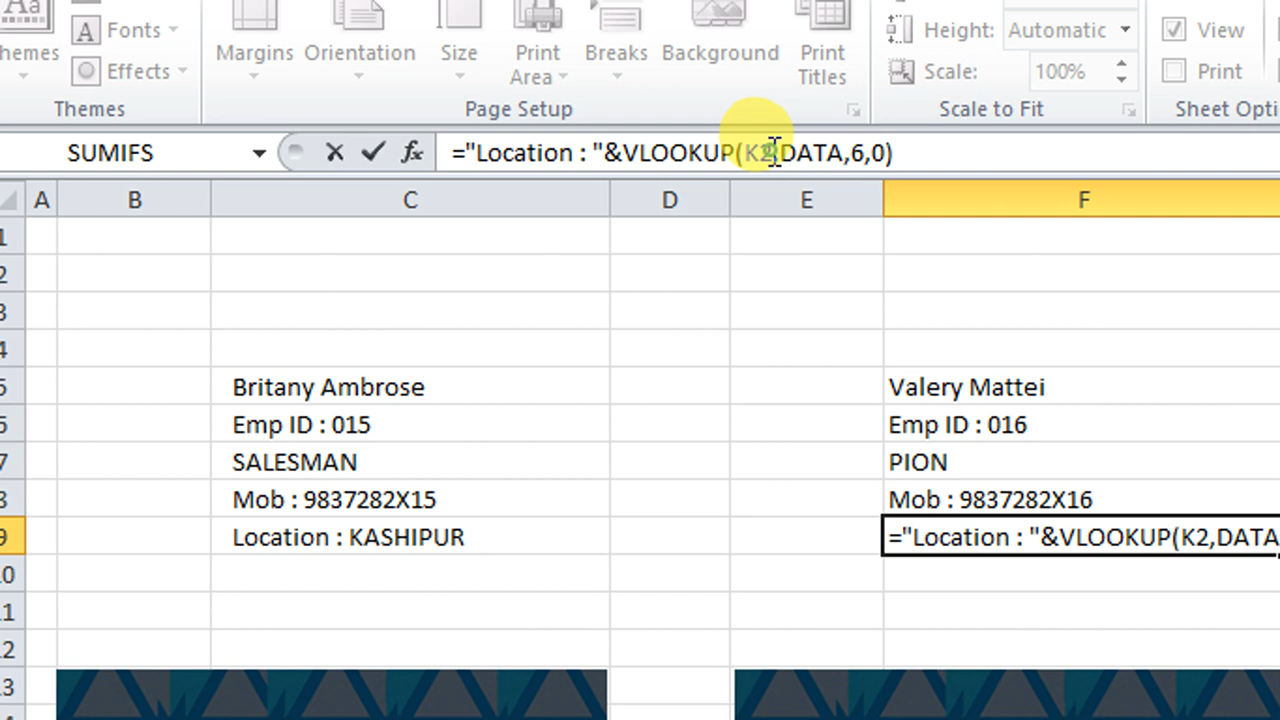 Themes Fonts Margins Orientation Size Print Area Breaks Background Print Titles Height: Automatic View
Effects Scale: 100% Print
Themes Page Setup Scale to Fit Sheet Opti
SUMIFS fx ="Location : "&VLOOKUP(K2,DATA,6,0)
A B C D E F
1
2
3
4
5 Britany Ambrose Valery Mattei
6 Emp ID : 015 Emp ID : 016
7 SALESMAN PION
8 Mob : 9837282X15 Mob : 9837282X16
9 Location : KASHIPUR ="Location : "&VLOOKUP(K2,DATA
10
11
12
13